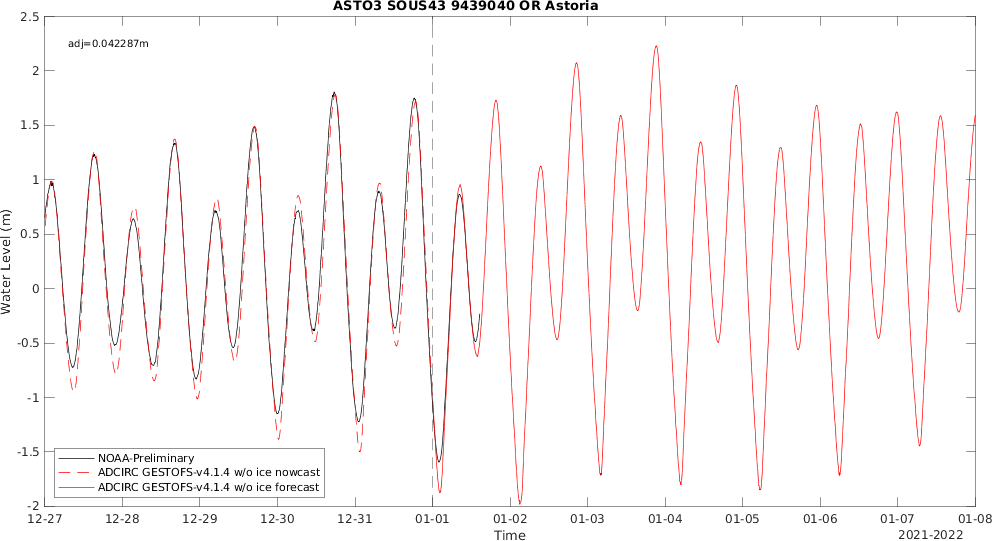 ASTO3 SOUS43 9439040 OR Astoria
adj=0.042287m
2.5
2
1.5
1
0.5
0
-0.5
-1
-1.5
-2
Water Level (m)
NOAA-Preliminary
ADCIRC GESTOFS-v4.1.4 w/o ice nowcast
ADCIRC GESTOFS-v4.1.4 w/o ice forecast
12-27 12-28 12-29 12-30 12-31 01-01 01-02 01-03 01-04 01-05 01-06 01-07 01-08
Time
2021-2022